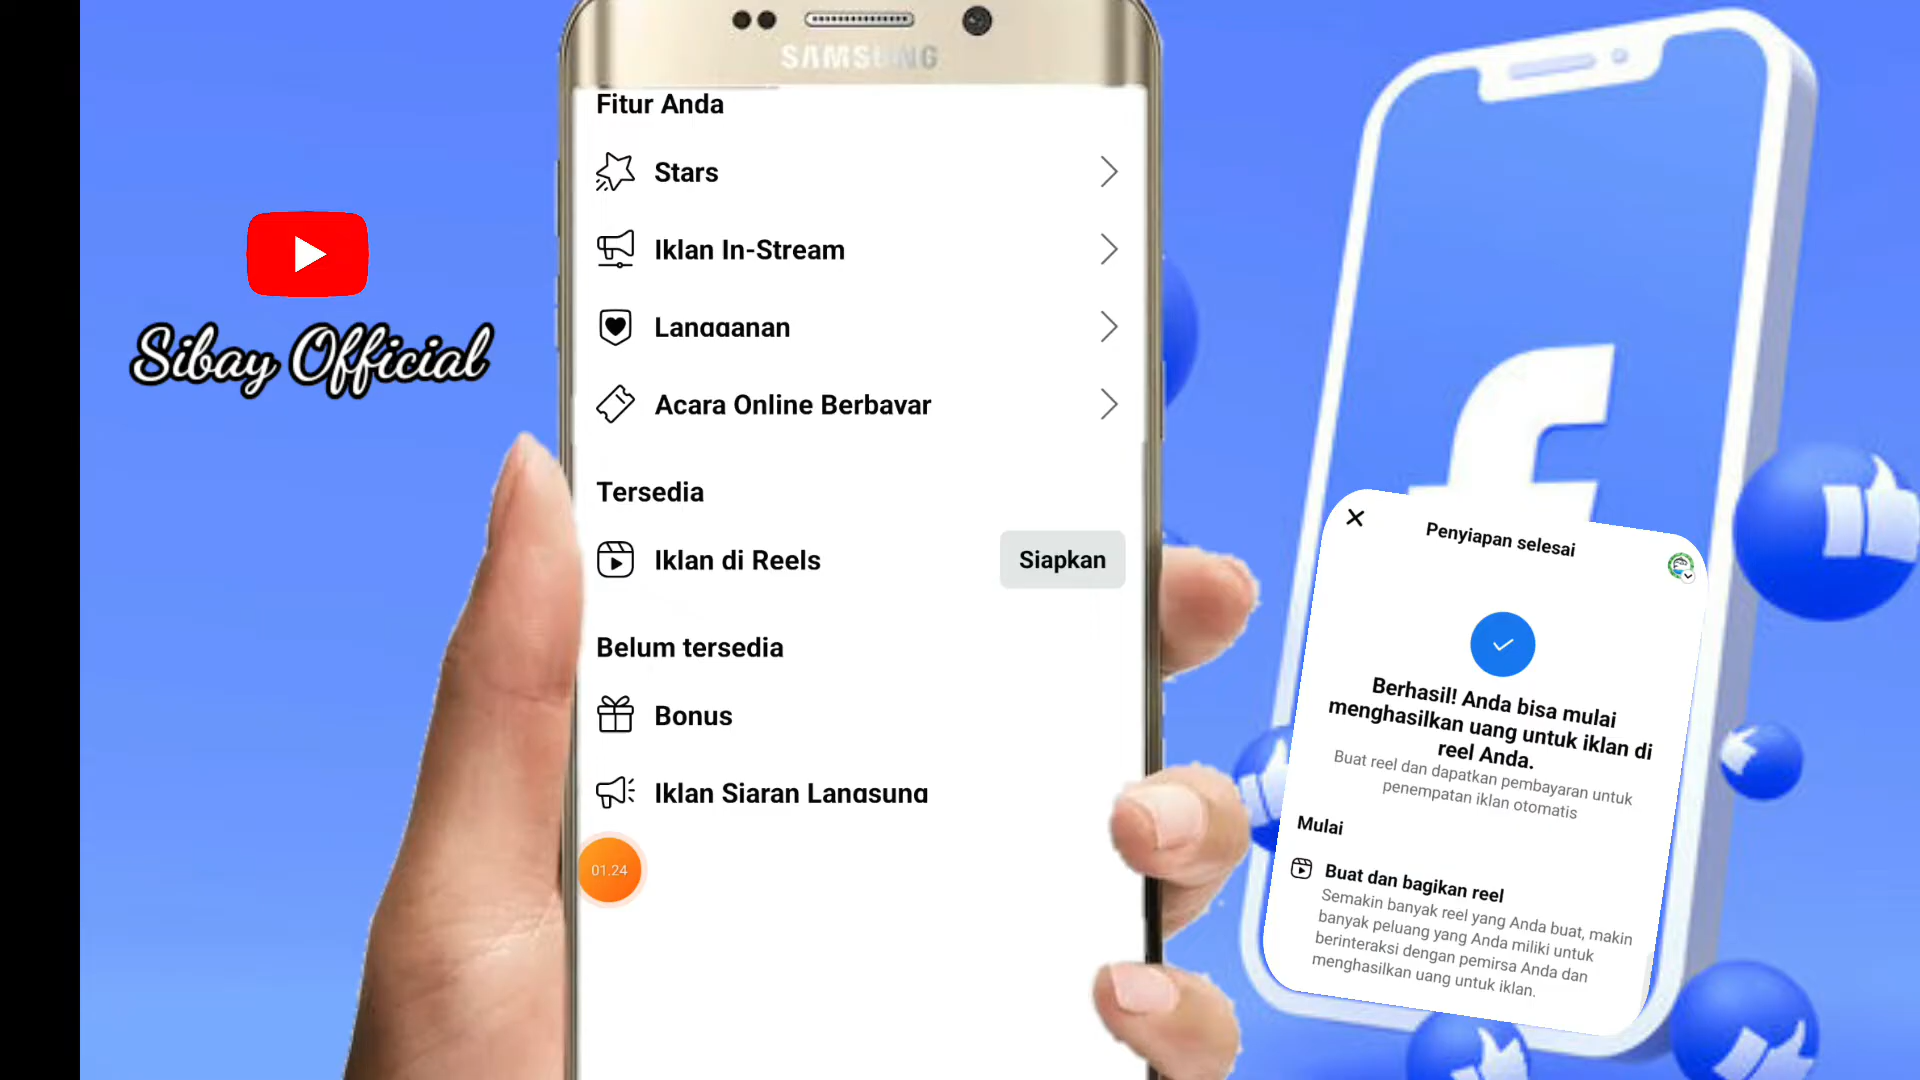 SAMSUNG
Fitur Anda
Stars
Iklan In-Stream
Langganan
Acara Online Berbayar
Tersedia
Iklan di Reels
Siapkan
Belum tersedia
Bonus
Iklan Siaran Langsung
01.24
Sibay Official
Penyiapan selesai
Berhasil! Anda bisa mulai
menghasilkan uang untuk iklan di
reel Anda.
Buat reel dan dapatkan pembayaran untuk
penempatan iklan otomatis
Mulai
Buat dan bagikan reel
Semakin banyak reel yang Anda buat, makin
banyak peluang yang Anda miliki untuk
berinteraksi dengan pemirsa Anda dan
menghasilkan uang untuk iklan.